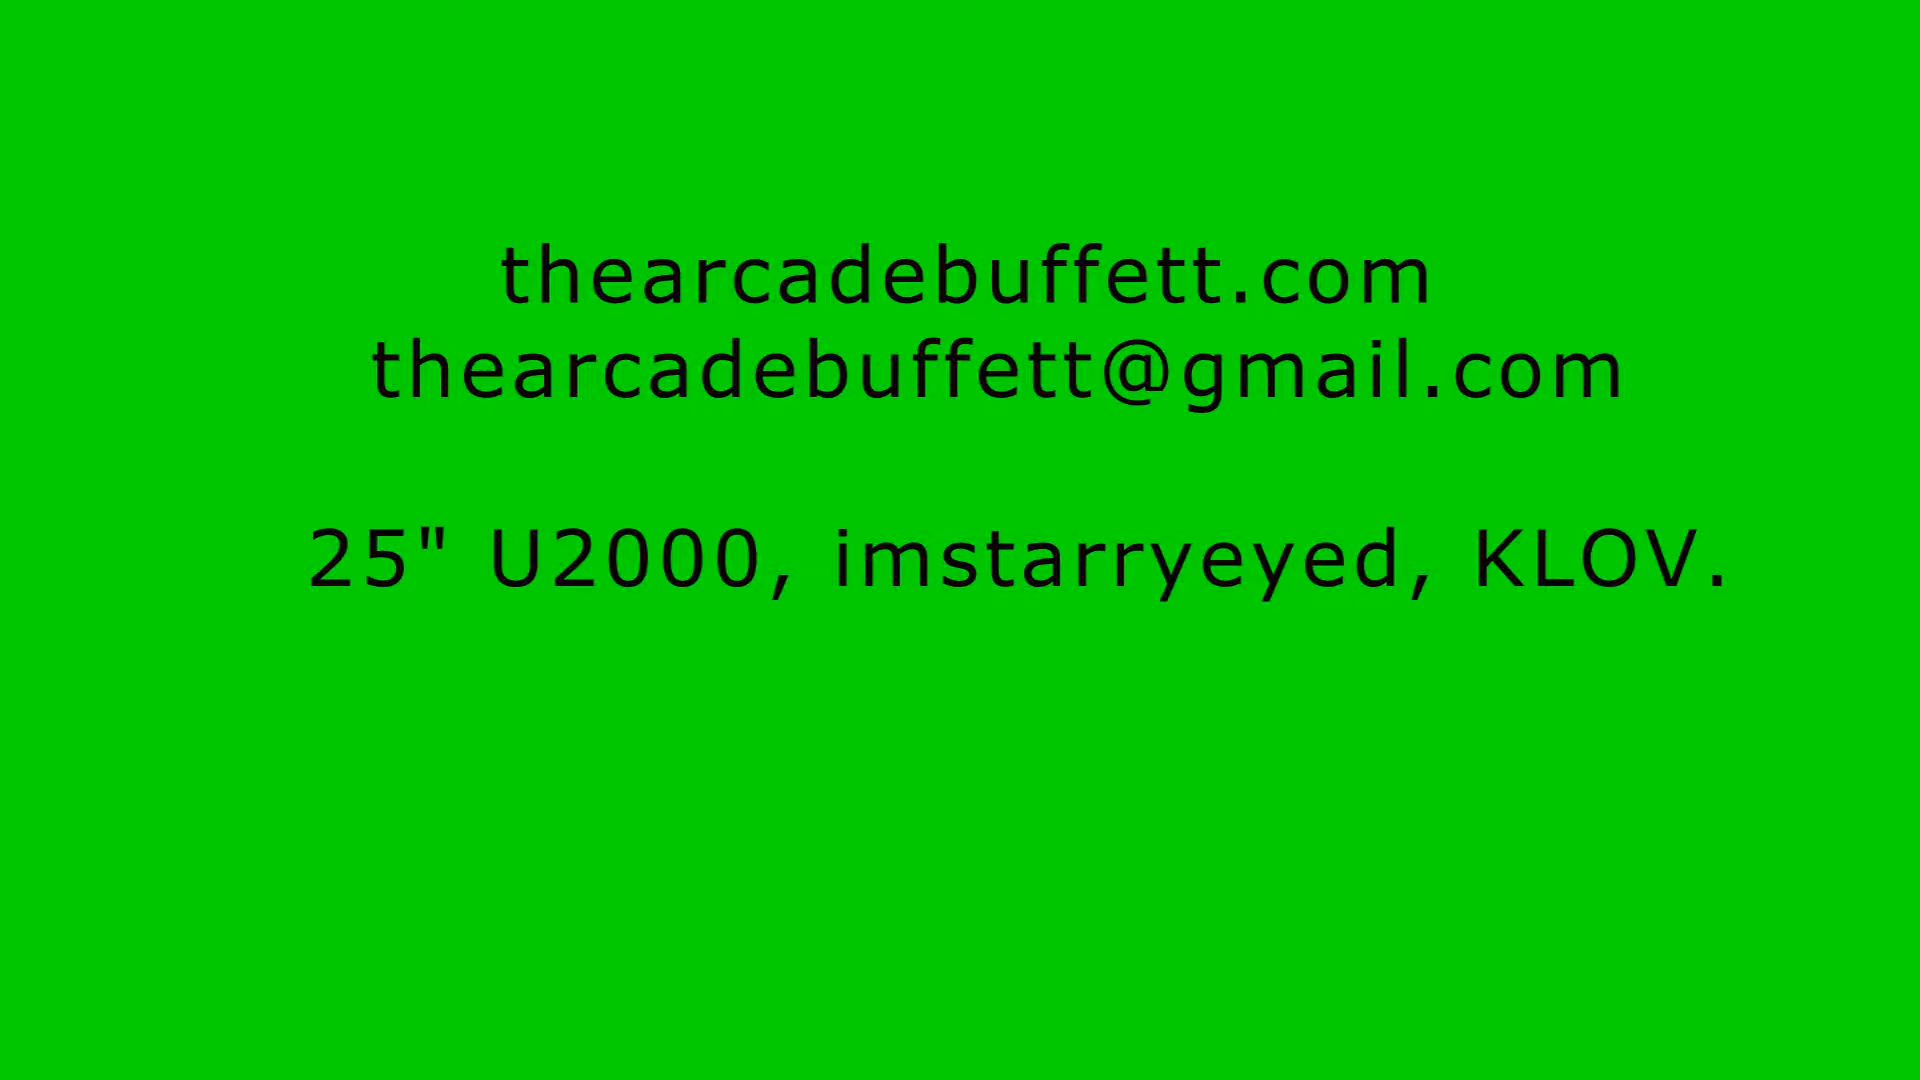 thearcadebuffett.com
thearcadebuffett@gmail.com
25" U2000, imstarryeyed, KLOV.